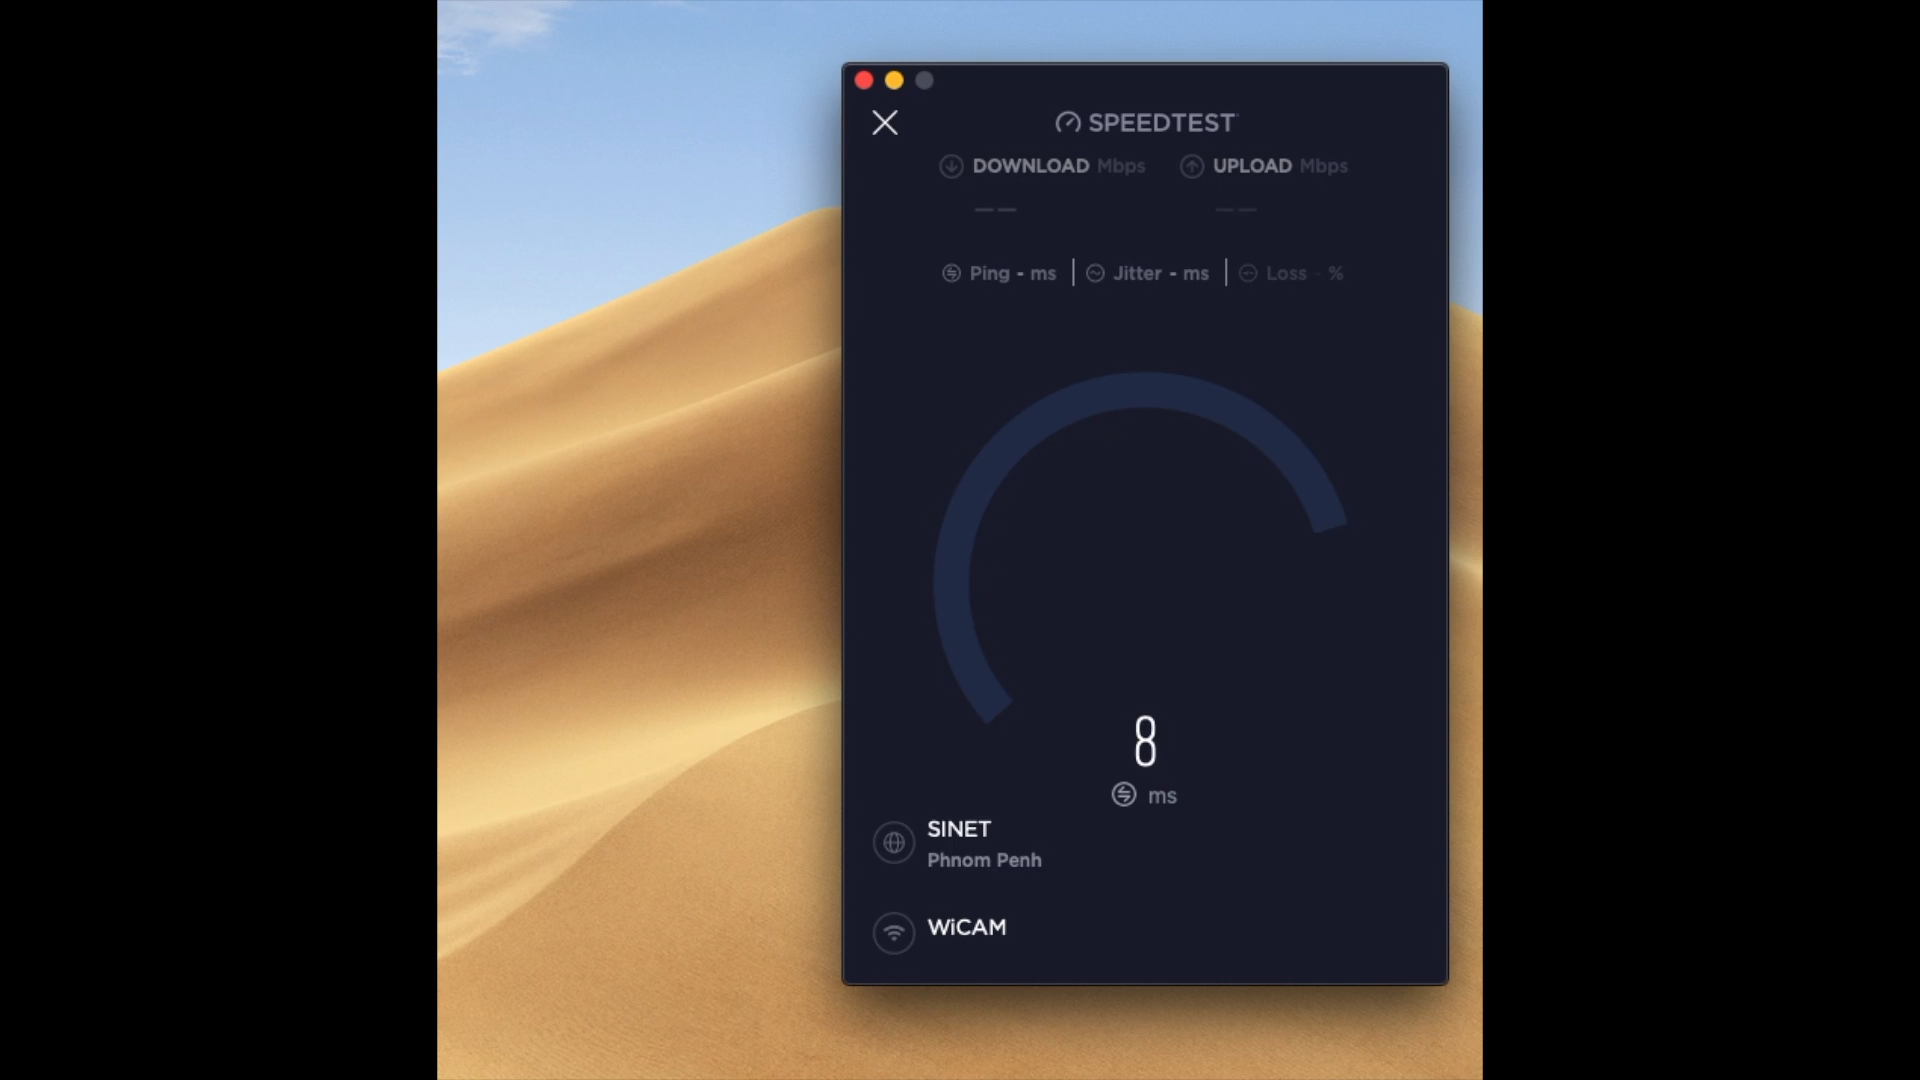 SPEEDTEST
DOWNLOAD Mbps UPLOAD Mbps
Ping - ms Jitter - ms Loss - %
8
ms
SINET
Phnom Penh
WiCAM